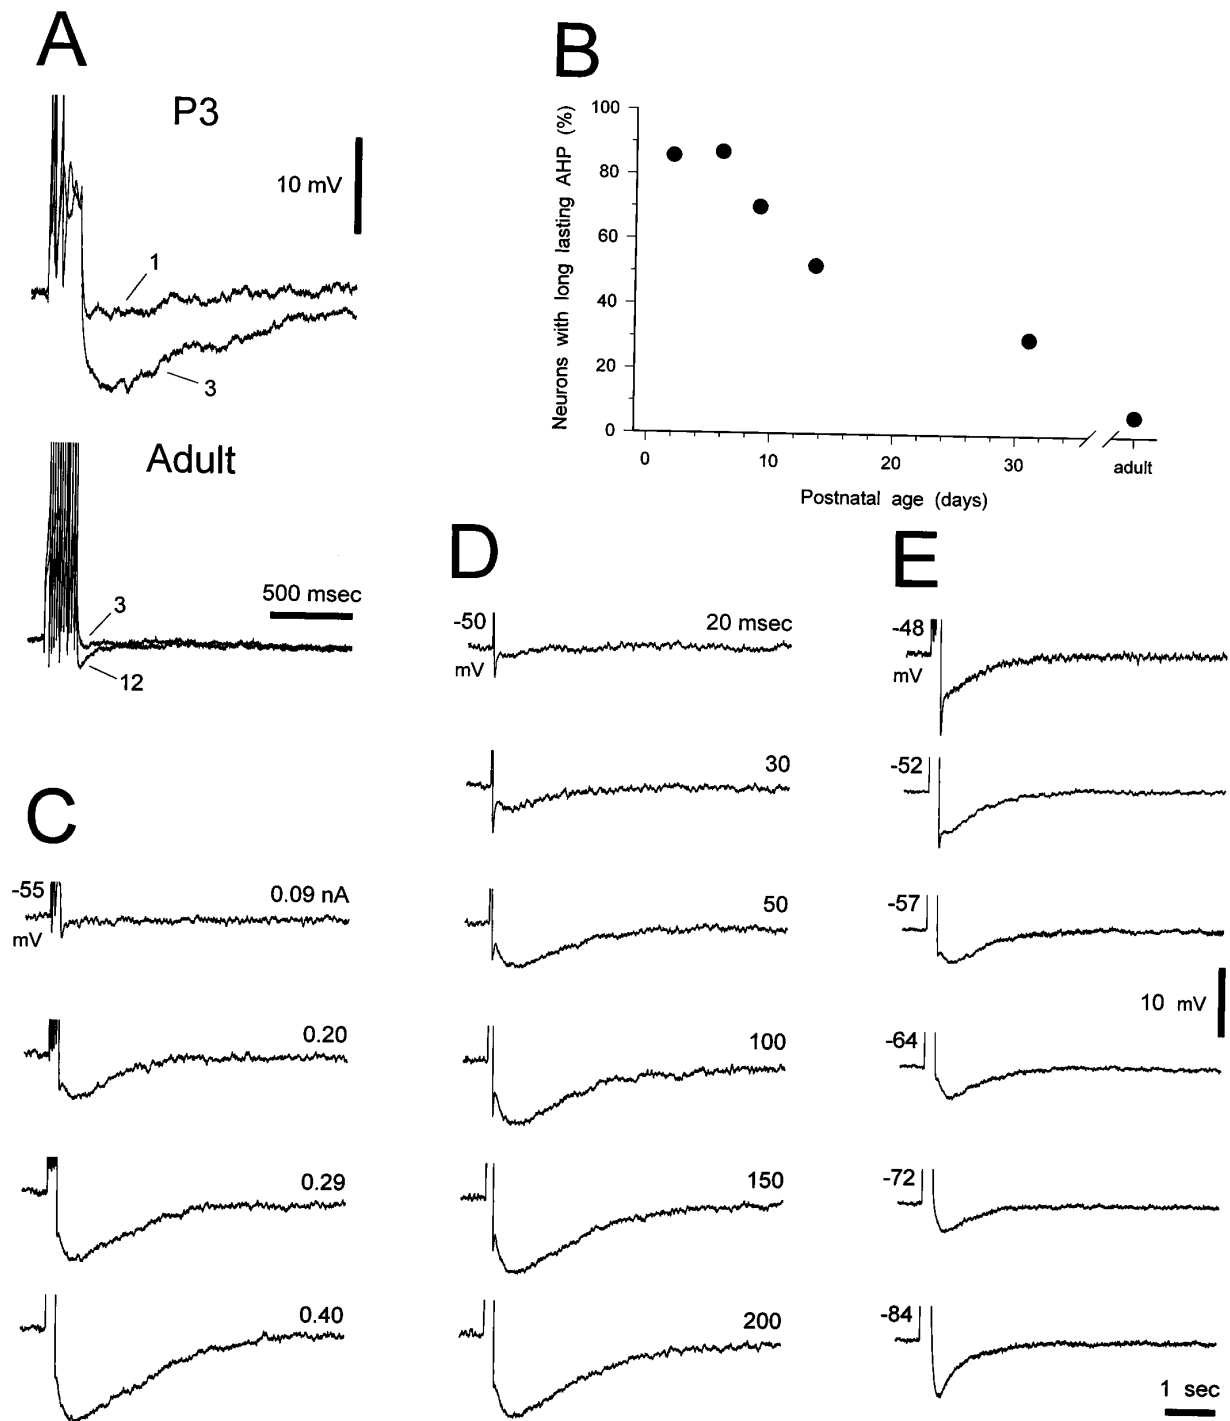 A
P3
10 mV
1
3
Adult
500 msec
3
12
B
Neurons with long lasting AHP (%)
100
80
60
40
20
0
0
10
20
30
adult
Postnatal age (days)
C
-55
mV
0.09 nA
0.20
0.29
0.40
D
-50
mV
20 msec
30
50
100
150
200
E
-48
mV
-52
-57
10 mV
-64
-72
-84
1 sec